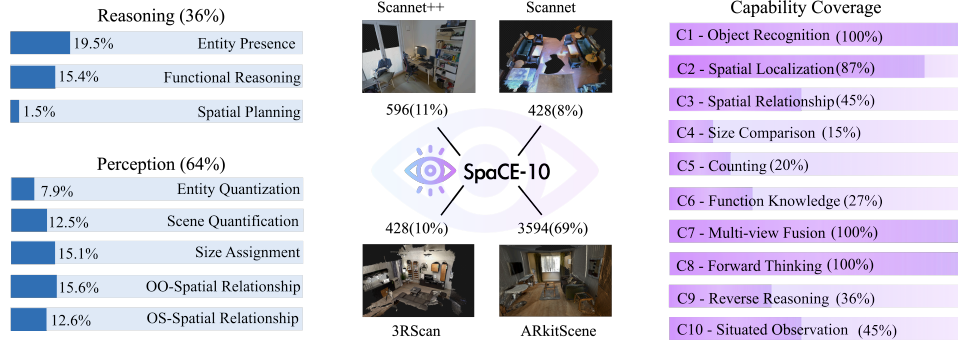 Reasoning (36%)
19.5% Entity Presence
15.4% Functional Reasoning
1.5% Spatial Planning
Perception (64%)
7.9% Entity Quantization
12.5% Scene Quantification
15.1% Size Assignment
15.6% OO-Spatial Relationship
12.6% OS-Spatial Relationship
Scannet++ Scannet
596(11%) 428(8%)
SpaCE-10
428(10%) 3594(69%)
3RScan ARkitScene
Capability Coverage
C1 - Object Recognition (100%)
C2 - Spatial Localization(87%)
C3 - Spatial Relationship(45%)
C4 - Size Comparison (15%)
C5 - Counting (20%)
C6 - Function Knowledge (27%)
C7 - Multi-view Fusion (100%)
C8 - Forward Thinking (100%)
C9 - Reverse Reasoning (36%)
C10 - Situated Observation (45%)